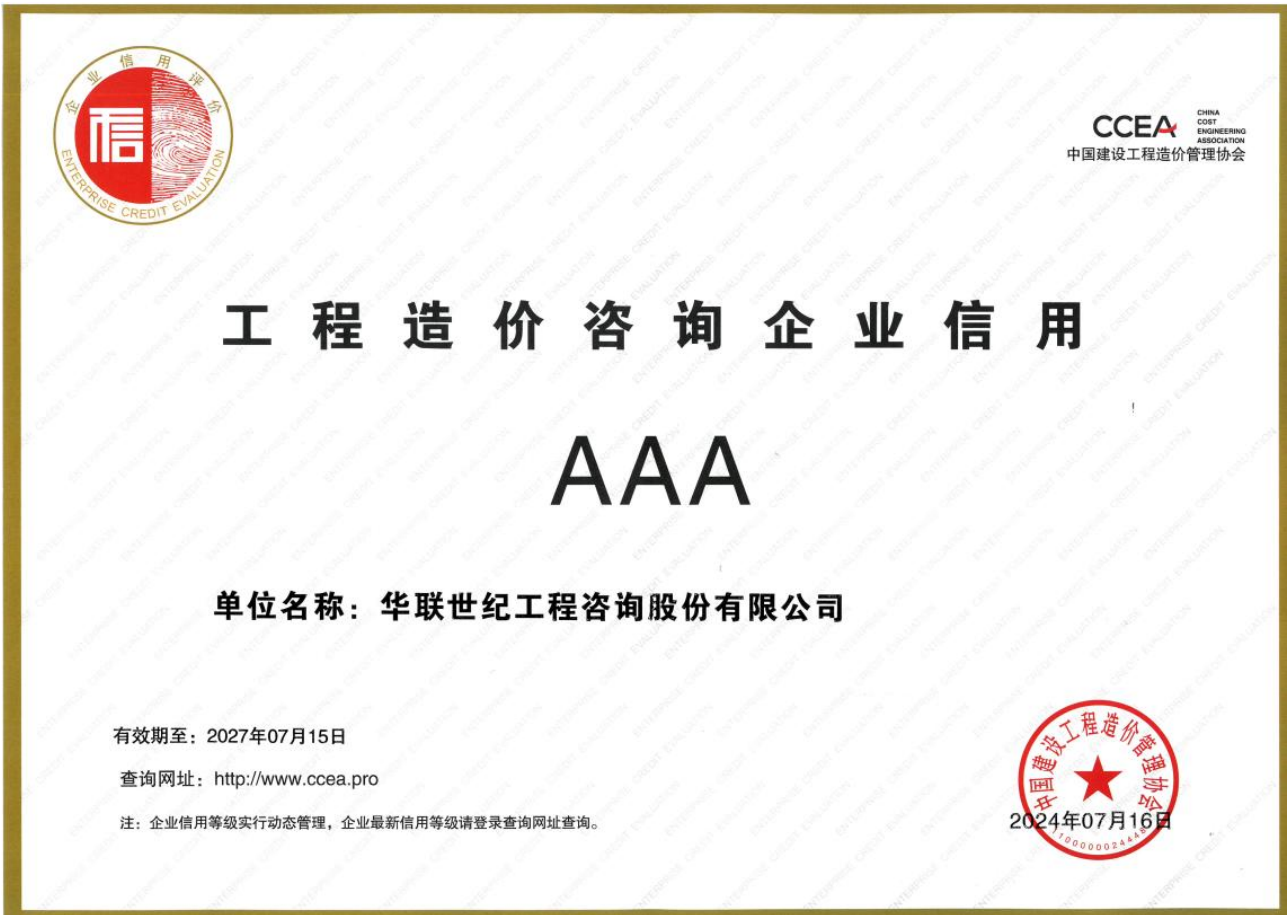 企业信用评价
信
ENTERPRISE CREDIT EVALUATION
CCEA
CHINA
COST
ENGINEERING
ASSOCIATION
中国建设工程造价管理协会
工程造价咨询企业信用
AAA
单位名称：华联世纪工程咨询股份有限公司
有效期至：2027年07月15日
查询网址：http://www.ccea.pro
注：企业信用等级实行动态管理，企业最新信用等级请登录查询网址查询。
中国建设工程造价管理协会
2024年07月16日